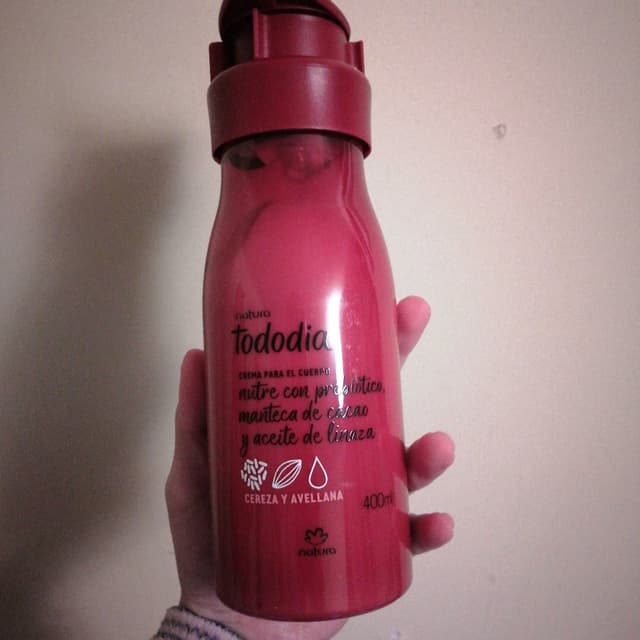 natura
tododia
CREMA PARA EL CUERPO
nutre con prebiótico,
manteca de cacao
y aceite de linaza
CEREZA Y AVELLANA
400ml
natura